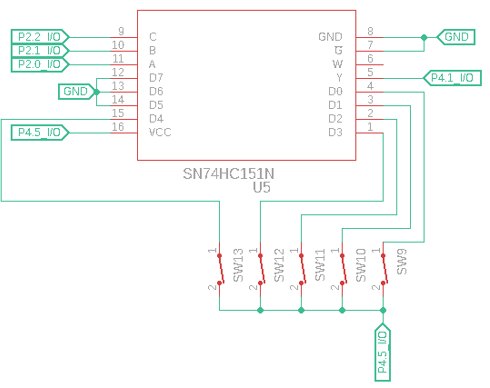 P2.2_I/O 9 C GND 8 GND
P2.1_I/O 10 B G 7
P2.0_I/O 11 A W 6
12 D7 Y 5 P4.1_I/O
GND 13 D6 D0 4
14 D5 D1 3
15 D4 D2 2
P4.5_I/O 16 VCC D3 1
SN74HC151N
U5
1 2 SW13
1 2 SW12
1 2 SW11
1 2 SW10
1 2 SW9
P4.5_I/O